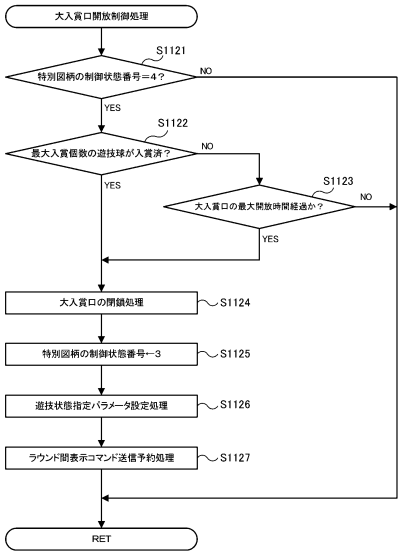 大入賞口開放制御処理
S1121
特別図柄の制御状態番号=4?
NO
YES
S1122
最大入賞個数の遊技球が入賞済?
NO
YES
S1123
大入賞口の最大開放時間経過か?
NO
YES
大入賞口の閉鎖処理
S1124
特別図柄の制御状態番号←3
S1125
遊技状態指定パラメータ設定処理
S1126
ラウンド間表示コマンド送信予約処理
S1127
RET